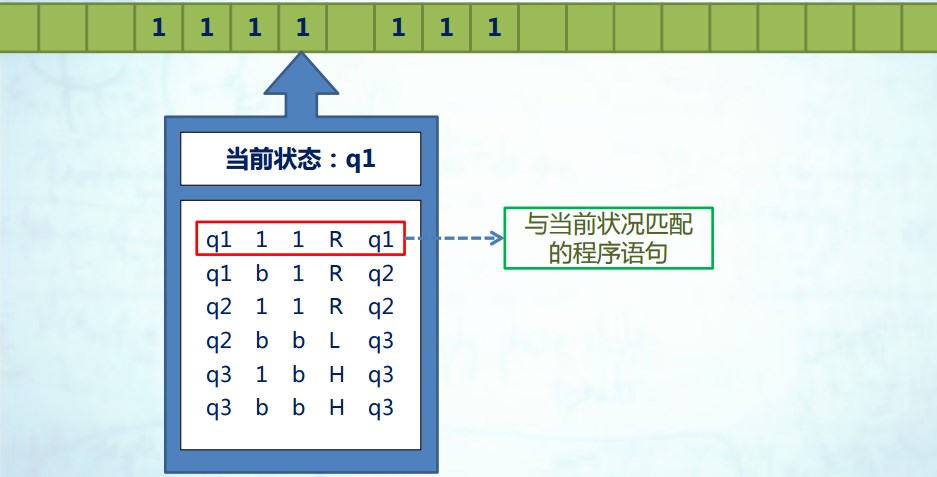 1 1 1 1 1 1 1
当前状态：q1
q1 1 1 R q1
q1 b 1 R q2
q2 1 1 R q2
q2 b b L q3
q3 1 b H q3
q3 b b H q3
与当前状况匹配
的程序语句